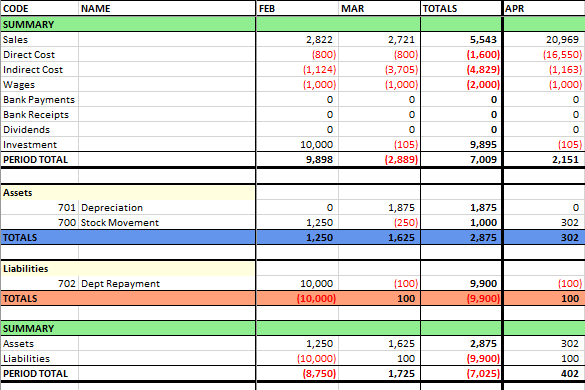 CODE NAME FEB MAR TOTALS APR
SUMMARY
Sales 2,822 2,721 5,543 20,969
Direct Cost (800) (800) (1,600) (16,550)
Indirect Cost (1,124) (3,705) (4,829) (1,163)
Wages (1,000) (1,000) (2,000) (1,000)
Bank Payments 0 0 0 0
Bank Receipts 0 0 0 0
Dividends 0 0 0 0
Investment 10,000 (105) 9,895 (105)
PERIOD TOTAL 9,898 (2,889) 7,009 2,151
Assets
701 Depreciation 0 1,875 1,875 0
700 Stock Movement 1,250 (250) 1,000 302
TOTALS 1,250 1,625 2,875 302
Liabilities
702 Dept Repayment 10,000 (100) 9,900 (100)
TOTALS (10,000) 100 (9,900) 100
SUMMARY
Assets 1,250 1,625 2,875 302
Liabilities (10,000) 100 (9,900) 100
PERIOD TOTAL (8,750) 1,725 (7,025) 402